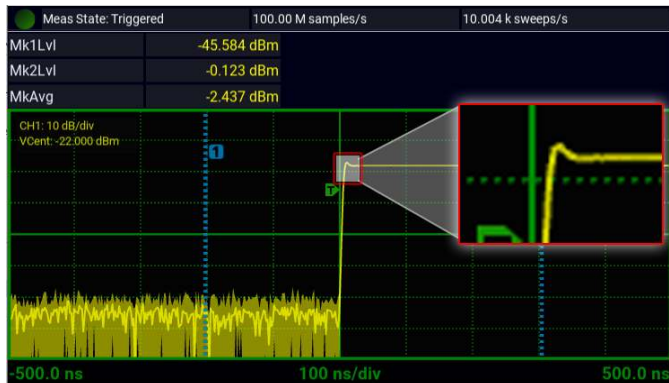 Meas State: Triggered 100.00 M samples/s 10.004 k sweeps/s
Mk1Lvl -45.584 dBm
Mk2Lvl -0.123 dBm
MkAvg -2.437 dBm
CH1: 10 dB/div
VCent: -22.000 dBm
1
T
-500.0 ns 100 ns/div 500.0 ns